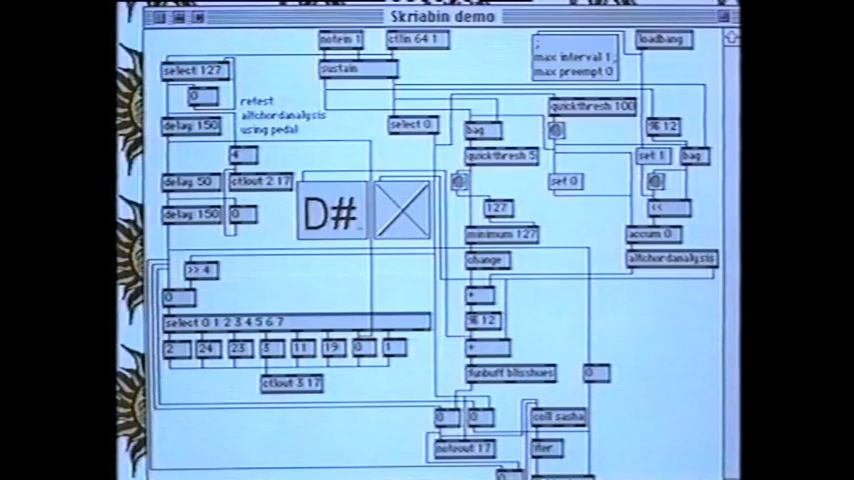 Skriabin demo
notein 1
ctlin 64 1
;
max interval 1;
max preempt 0
loadbang
select 127
sustain
0
retest
altchordanalysis
using pedal
quickthresh 100
delay 150
select 0
bag
% 12
4
quickthresh 5
set 1
bag
delay 50
ctlout 2 17
set 0
delay 150
0
D#
127
<<
minimum 127
accum 0
change
altchordanalysis
>> 4
0
+
select 0 1 2 3 4 5 6 7
% 12
2
24
23
3
11
19
0
1
+
ctlout 3 17
funbuff blisshues
0
0
0
coll sasha
noteout 17
iter